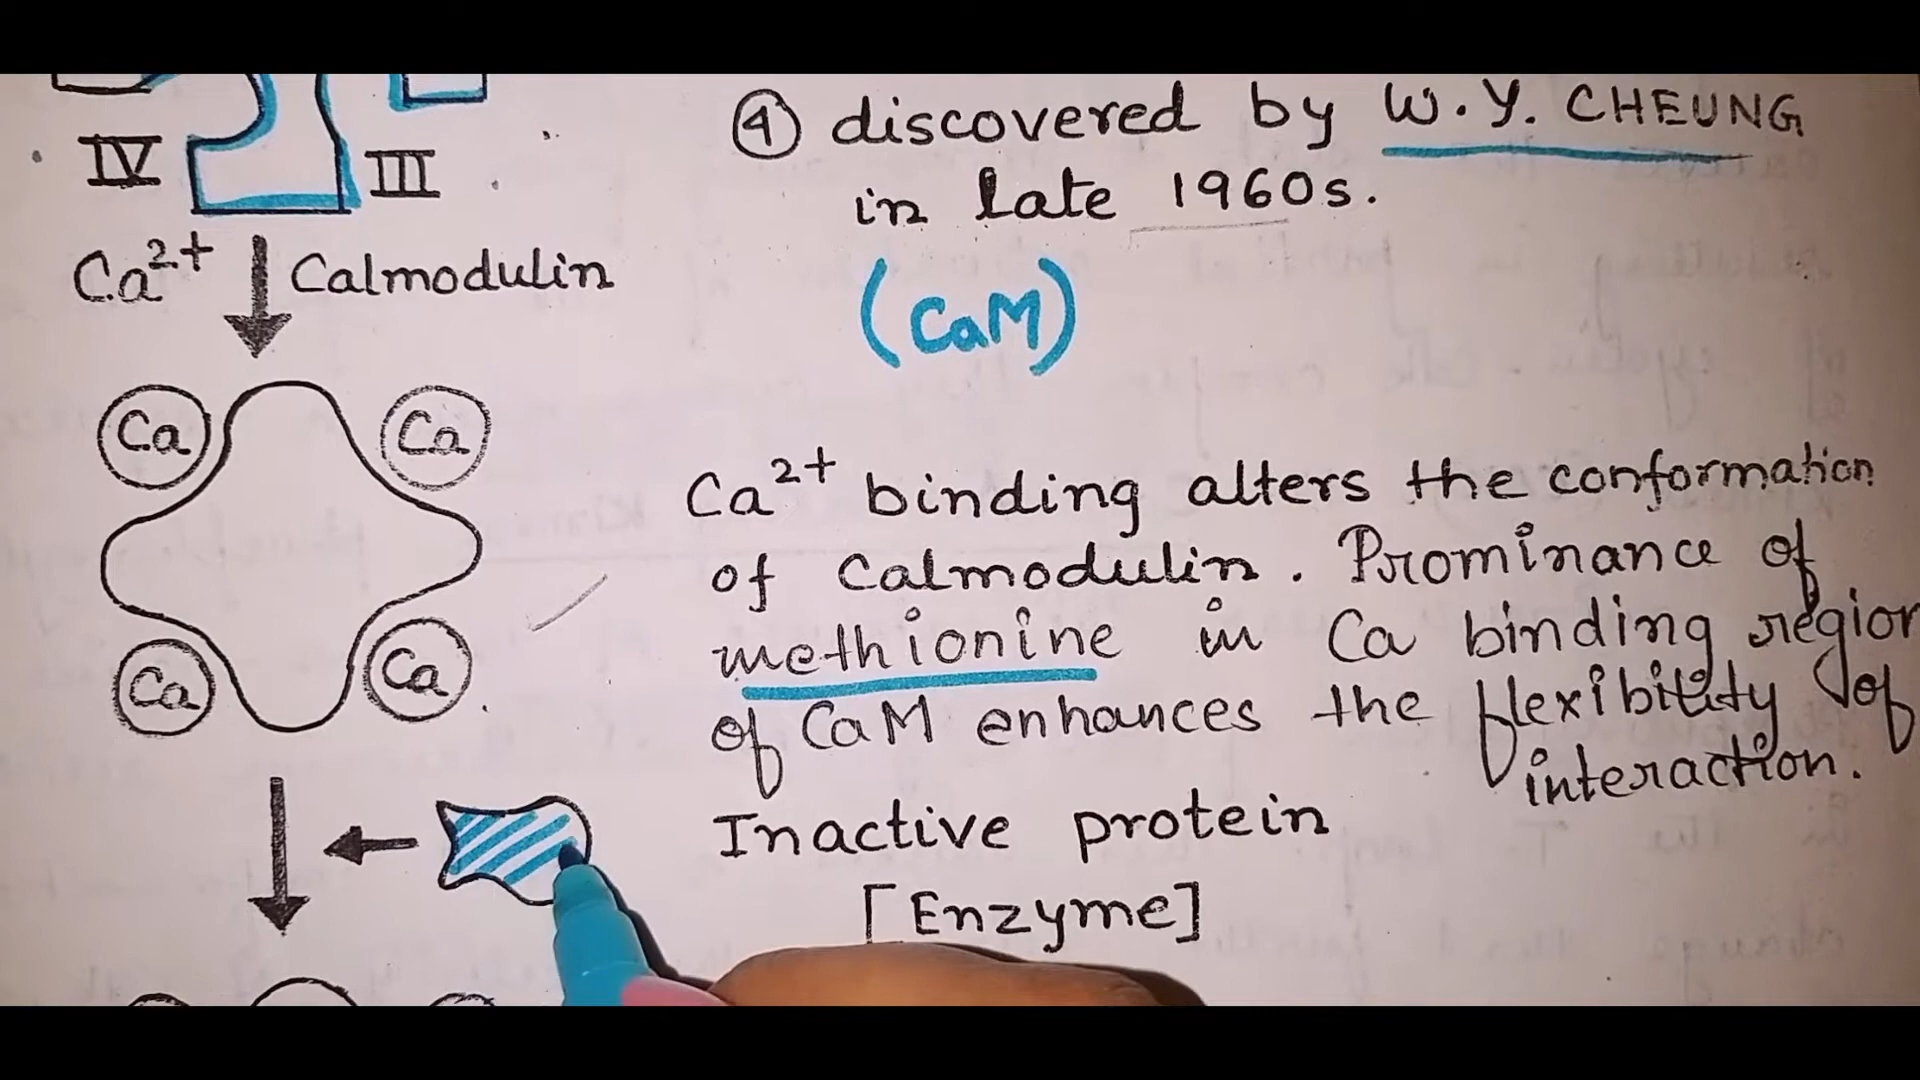 IV III
④ discovered by W.Y. CHEUNG
in late 1960s.
Ca²⁺ Calmodulin
(CaM)
Ca Ca
Ca Ca
Ca²⁺ binding alters the conformation
of Calmodulin. Prominance of
methionine in Ca binding region
of CaM enhances the flexibility of
interaction.
Inactive protein
[Enzyme]